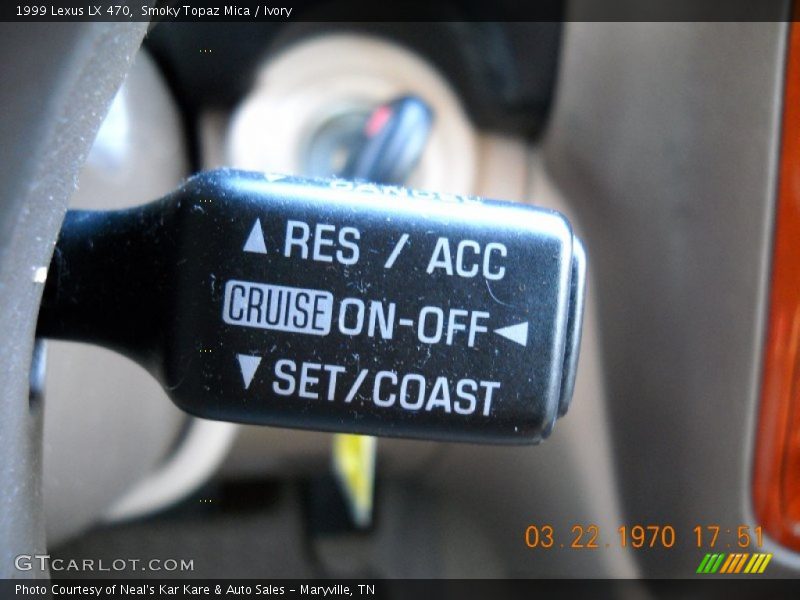 1999 Lexus LX 470, Smoky Topaz Mica / Ivory
CANCEL
▲ RES / ACC
CRUISE ON-OFF ◀
▼ SET/COAST
03.22.1970 17:51
GTCARLOT.COM
Photo Courtesy of Neal's Kar Kare & Auto Sales - Maryville, TN